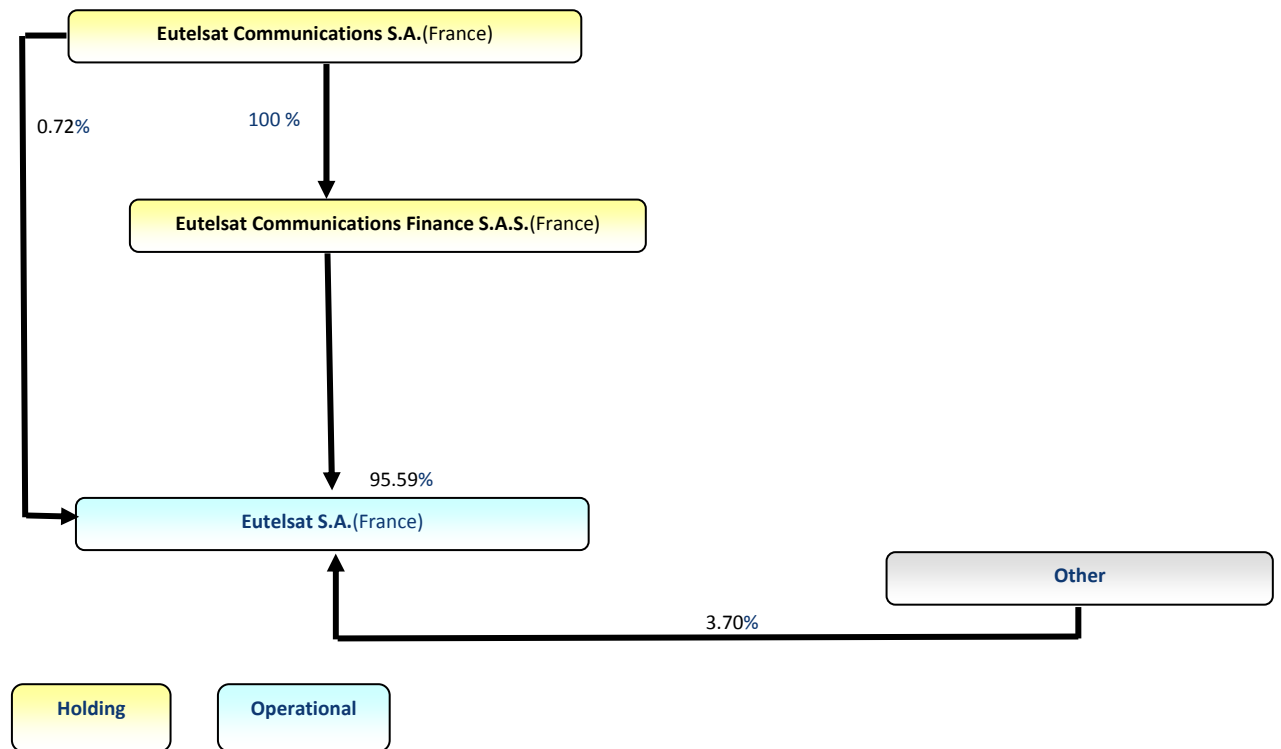 Eutelsat Communications S.A.(France)
0.72%
100 %
Eutelsat Communications Finance S.A.S.(France)
95.59%
Eutelsat S.A.(France)
Other
3.70%
Holding
Operational